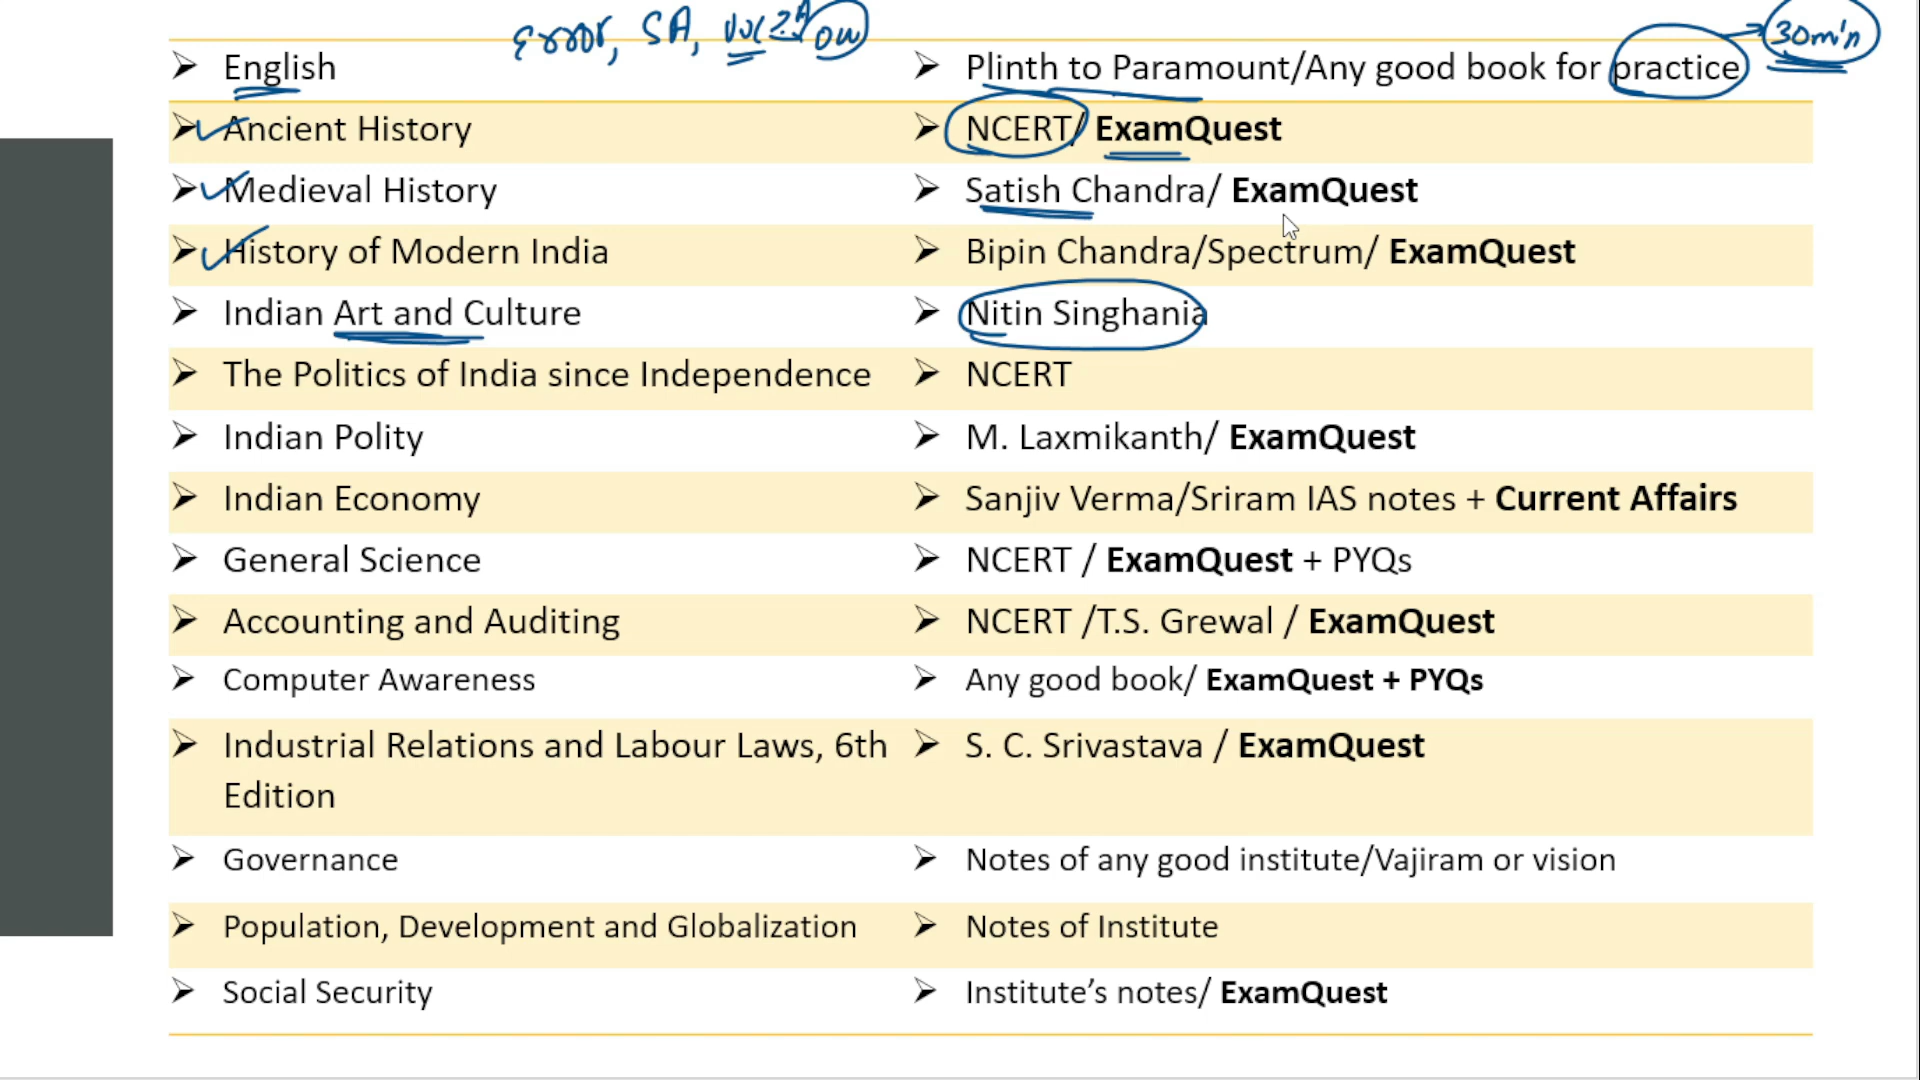 Error, SA, 30min
English Plinth to Paramount/Any good book for practice
Ancient History NCERT/ ExamQuest
Medieval History Satish Chandra/ ExamQuest
History of Modern India Bipin Chandra/Spectrum/ ExamQuest
Indian Art and Culture Nitin Singhania
The Politics of India since Independence NCERT
Indian Polity M. Laxmikanth/ ExamQuest
Indian Economy Sanjiv Verma/Sriram IAS notes + Current Affairs
General Science NCERT / ExamQuest + PYQs
Accounting and Auditing NCERT /T.S. Grewal / ExamQuest
Computer Awareness Any good book/ ExamQuest + PYQs
Industrial Relations and Labour Laws, 6th S. C. Srivastava / ExamQuest
Edition
Governance Notes of any good institute/Vajiram or vision
Population, Development and Globalization Notes of Institute
Social Security Institute’s notes/ ExamQuest